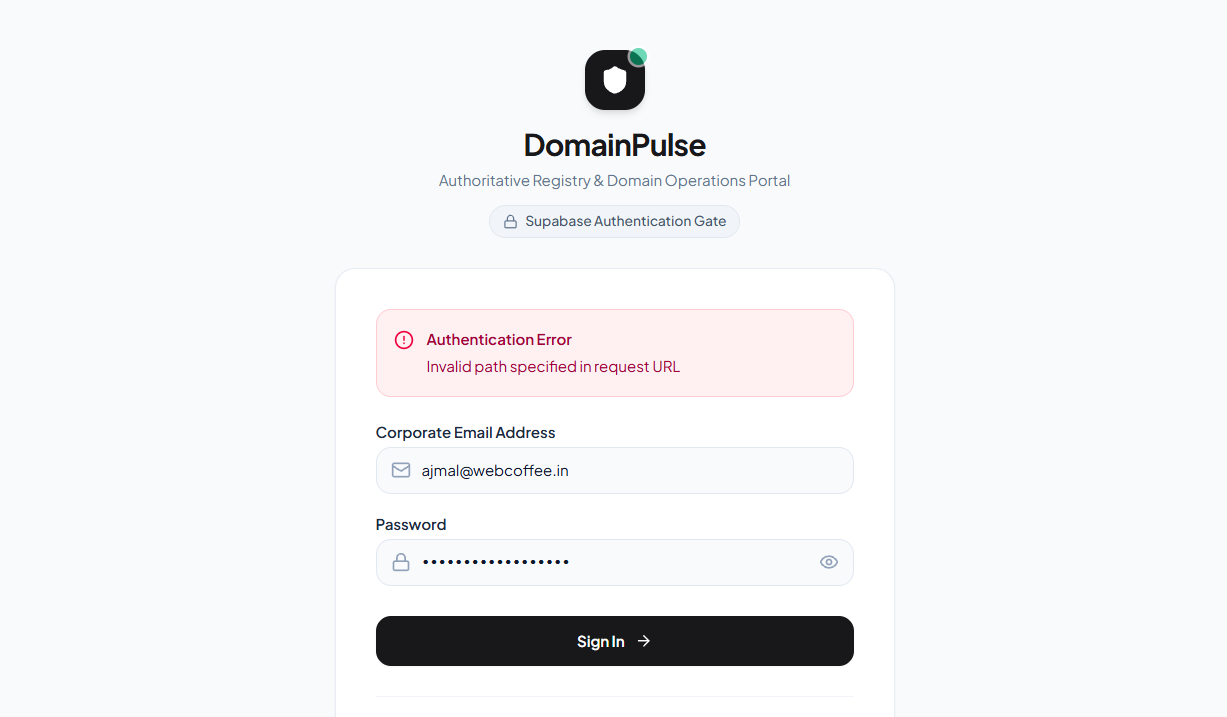 DomainPulse
Authoritative Registry & Domain Operations Portal
Supabase Authentication Gate
Authentication Error
Invalid path specified in request URL
Corporate Email Address
ajmal@webcoffee.in
Password
••••••••••••••••••
Sign In →